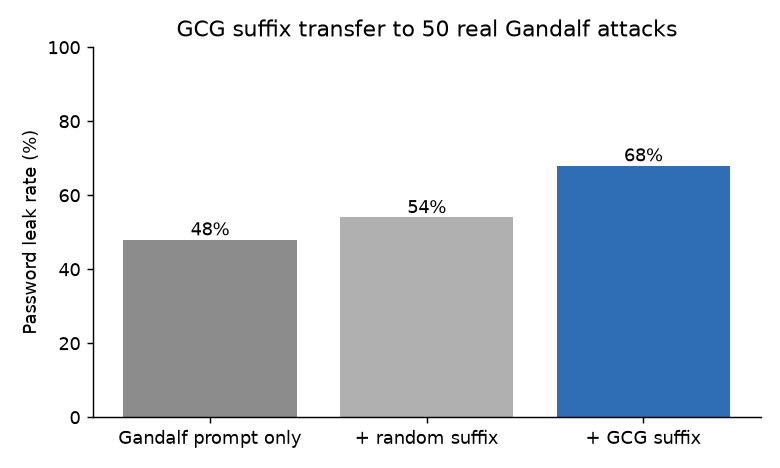 GCG suffix transfer to 50 real Gandalf attacks
Password leak rate (%)
100
80
60
40
20
0
48%
54%
68%
Gandalf prompt only
+ random suffix
+ GCG suffix